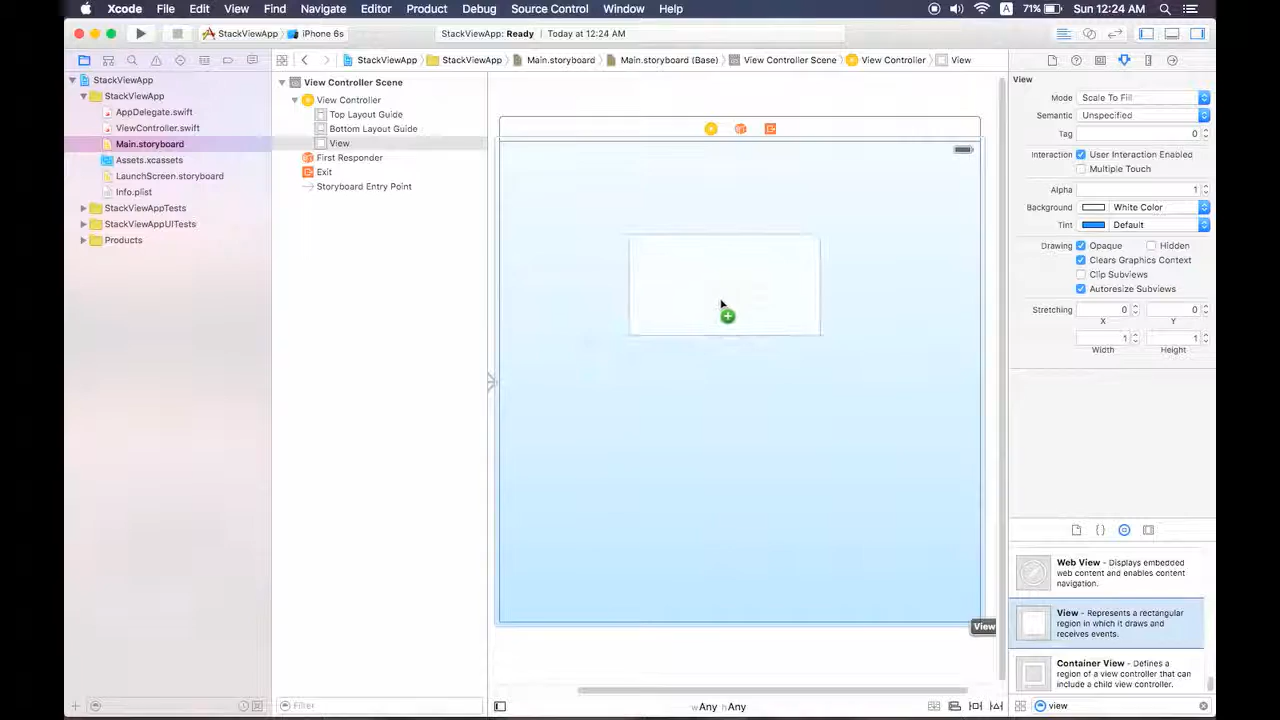 Xcode File Edit View Find Navigate Editor Product Debug Source Control Window Help A 7% Sun 12:24 AM
StackViewApp iPhone 6s StackViewApp: Ready Today at 12:24 AM
StackViewApp StackViewApp Main.storyboard Main.storyboard (Base) View Controller Scene View Controller View
StackViewApp
StackViewApp
AppDelegate.swift
ViewController.swift
Main.storyboard
Assets.xcassets
LaunchScreen.storyboard
Info.plist
StackViewAppTests
StackViewAppUITests
Products
View Controller Scene
View Controller
Top Layout Guide
Bottom Layout Guide
View
First Responder
Exit
Storyboard Entry Point
Filter
View
wAny hAny
View
Mode Scale To Fill
Semantic Unspecified
Tag 0
Interaction User Interaction Enabled
Multiple Touch
Alpha 1
Background White Color
Tint Default
Drawing Opaque Hidden
Clears Graphics Context
Clip Subviews
Autoresize Subviews
Stretching 0 0
X Y
1 1
Width Height
Web View - Displays embedded
web content and enables content
navigation.
View - Represents a rectangular
region in which it draws and
receives events.
Container View - Defines a
region of a view controller that can
include a child view controller.
view